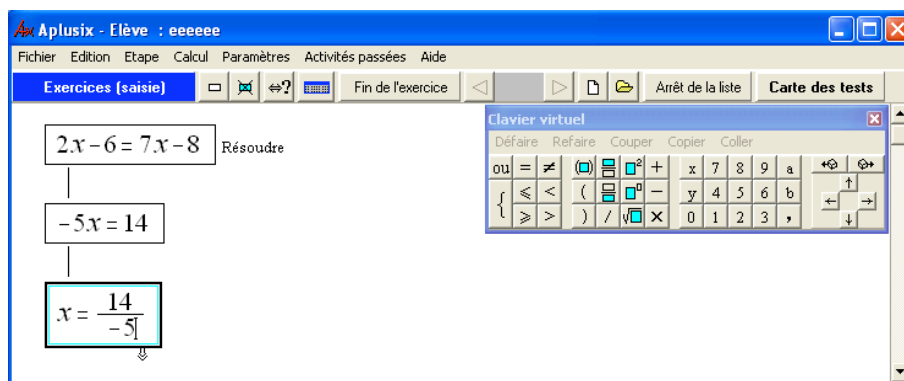 Aplusix - Elève : eeeeee
Fichier Edition Etape Calcul Paramètres Activités passées Aide
Exercices (saisie) ⇔? Fin de l'exercice Arrêt de la liste Carte des tests
Clavier virtuel
Défaire Refaire Couper Copier Coller
ou = ≠ (□) □² + x 7 8 9 a
{ ⩽ < ( □⁰ − y 4 5 6 b
⩾ > ) / √□ × 0 1 2 3 ,
2x − 6 = 7x − 8 Résoudre
−5x = 14
x = 14/−5